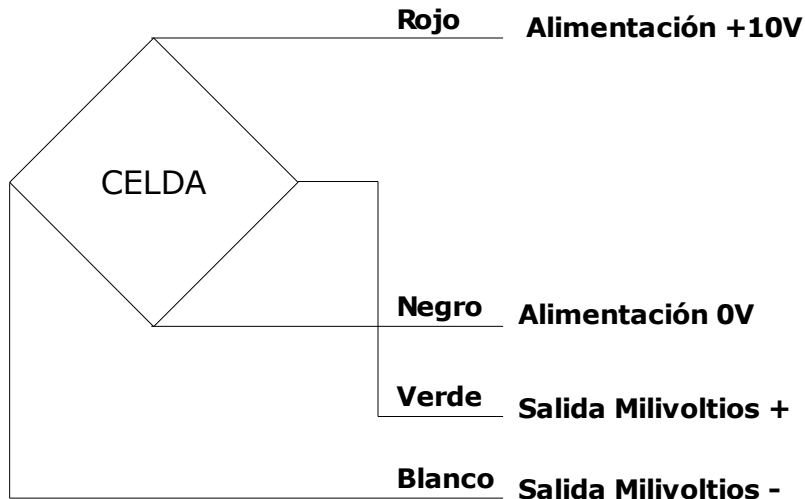 Rojo Alimentación +10V
CELDA
Negro Alimentación 0V
Verde Salida Milivoltios +
Blanco Salida Milivoltios -